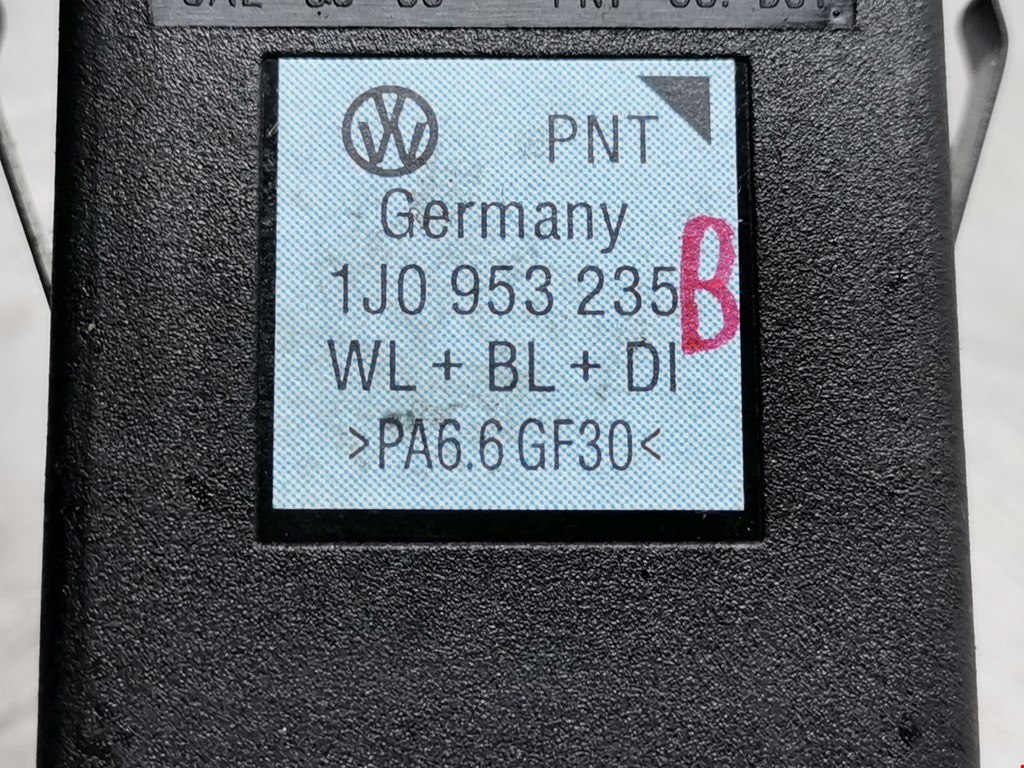 PNT
Germany
1J0 953 235 B
WL + BL + DI
>PA6.6 GF30<